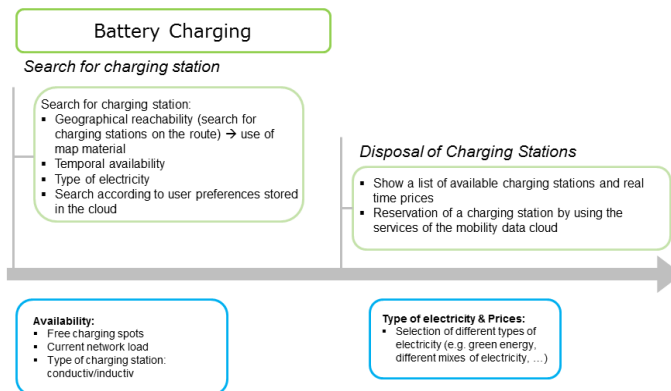 Battery Charging
Search for charging station
Search for charging station:
▪ Geographical reachability (search for
charging stations on the route) → use of
map material
▪ Temporal availability
▪ Type of electricity
▪ Search according to user preferences stored
in the cloud
Disposal of Charging Stations
▪ Show a list of available charging stations and real
time prices
▪ Reservation of a charging station by using the
services of the mobility data cloud
Availability:
▪ Free charging spots
▪ Current network load
▪ Type of charging station:
conductiv/inductiv
Type of electricity & Prices:
▪ Selection of different types of
electricity (e.g. green energy,
different mixes of electricity, …)